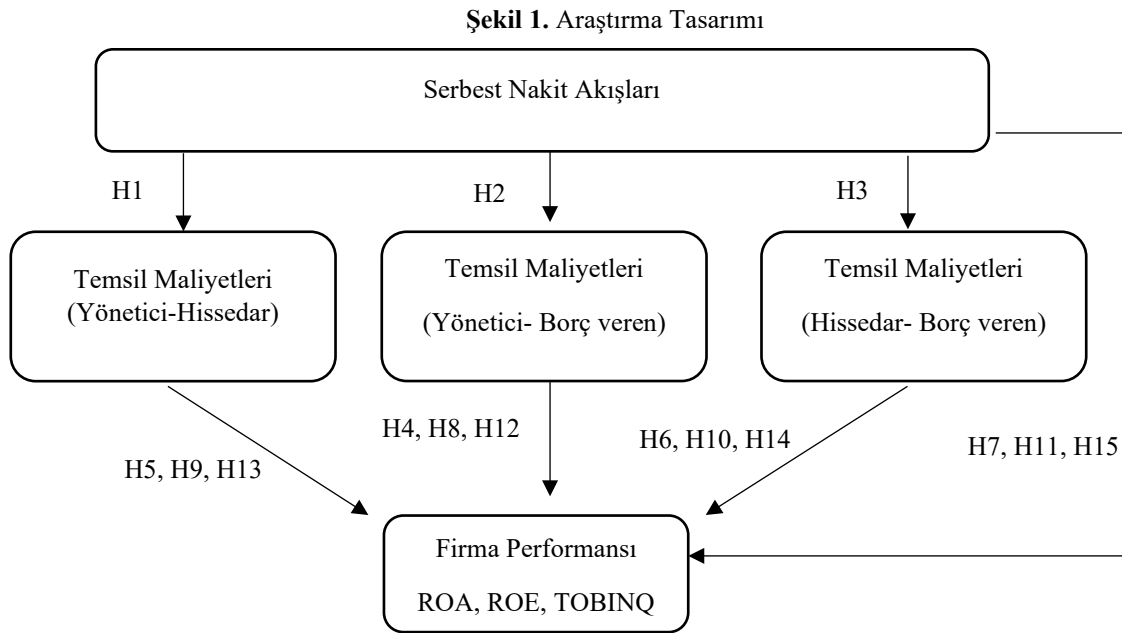 Şekil 1. Araştırma Tasarımı
Serbest Nakit Akışları
H1
H2
H3
Temsil Maliyetleri
(Yönetici-Hissedar)
Temsil Maliyetleri
(Yönetici- Borç veren)
Temsil Maliyetleri
(Hissedar- Borç veren)
H5, H9, H13
H4, H8, H12
H6, H10, H14
H7, H11, H15
Firma Performansı
ROA, ROE, TOBINQ